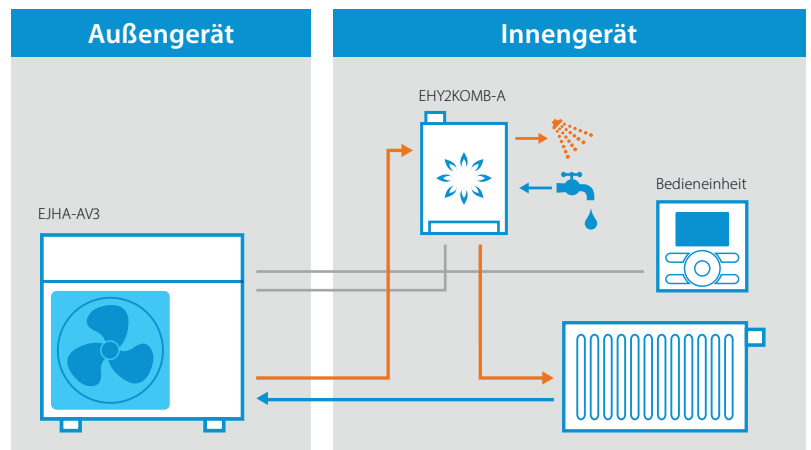 Außengerät
Innengerät
EHY2KOMB-A
Bedieneinheit
EJHA-AV3